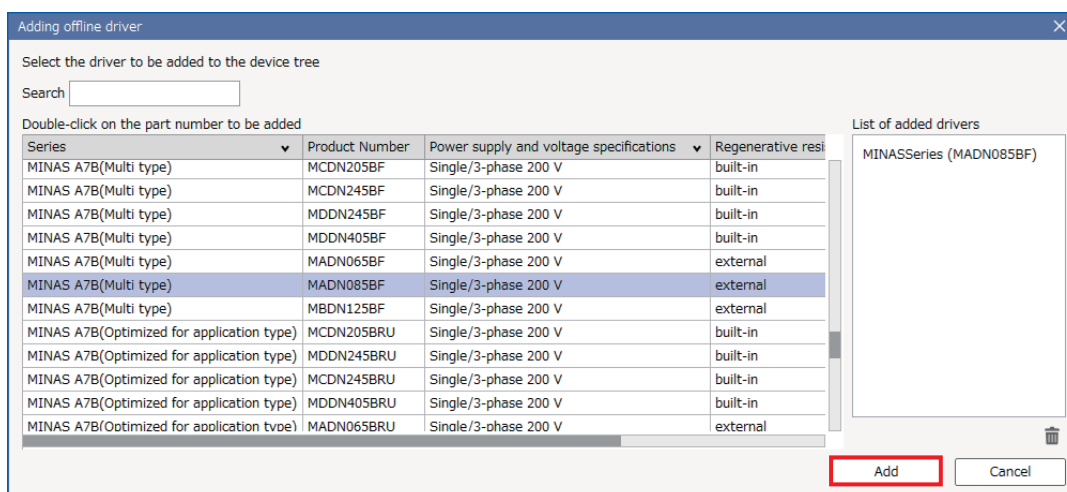 Adding offline driver
Select the driver to be added to the device tree
Search
Double-click on the part number to be added
List of added drivers
Series Product Number Power supply and voltage specifications Regenerative resi
MINAS A7B(Multi type) MCDN205BF Single/3-phase 200 V built-in
MINAS A7B(Multi type) MCDN245BF Single/3-phase 200 V built-in
MINAS A7B(Multi type) MDDN245BF Single/3-phase 200 V built-in
MINAS A7B(Multi type) MDDN405BF Single/3-phase 200 V built-in
MINAS A7B(Multi type) MADN065BF Single/3-phase 200 V external
MINAS A7B(Multi type) MADN085BF Single/3-phase 200 V external
MINAS A7B(Multi type) MBDN125BF Single/3-phase 200 V external
MINAS A7B(Optimized for application type) MCDN205BRU Single/3-phase 200 V built-in
MINAS A7B(Optimized for application type) MDDN245BRU Single/3-phase 200 V built-in
MINAS A7B(Optimized for application type) MCDN245BRU Single/3-phase 200 V built-in
MINAS A7B(Optimized for application type) MDDN405BRU Single/3-phase 200 V built-in
MINAS A7B(Optimized for application type) MADN065BRU Single/3-phase 200 V external
MINASSeries (MADN085BF)
Add
Cancel